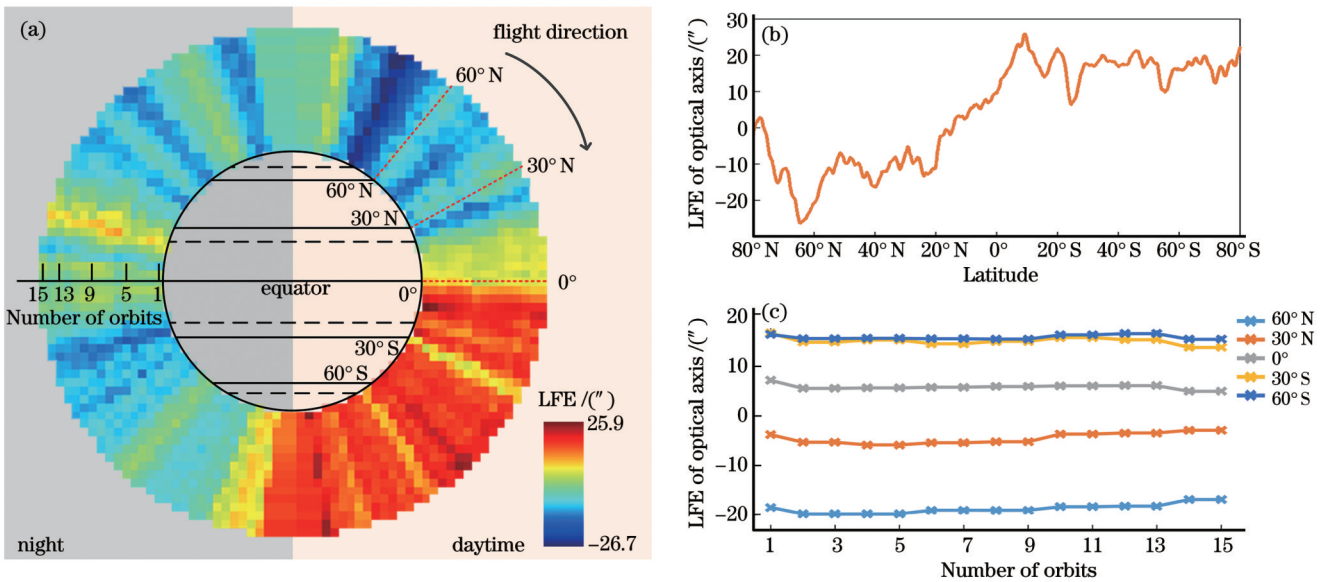 (a)
flight direction
60° N
30° N
60° N
30° N
0°
equator
0°
15 13 9 5 1
Number of orbits
30° S
60° S
LFE /(″)
25.9
−26.7
night
daytime
(b)
LFE of optical axis /(″)
30
20
10
0
−10
−20
80° N 60° N 40° N 20° N 0° 20° S 40° S 60° S 80° S
Latitude
(c)
LFE of optical axis /(″)
20
10
0
−10
−20
1 3 5 7 9 11 13 15
Number of orbits
60° N
30° N
0°
30° S
60° S